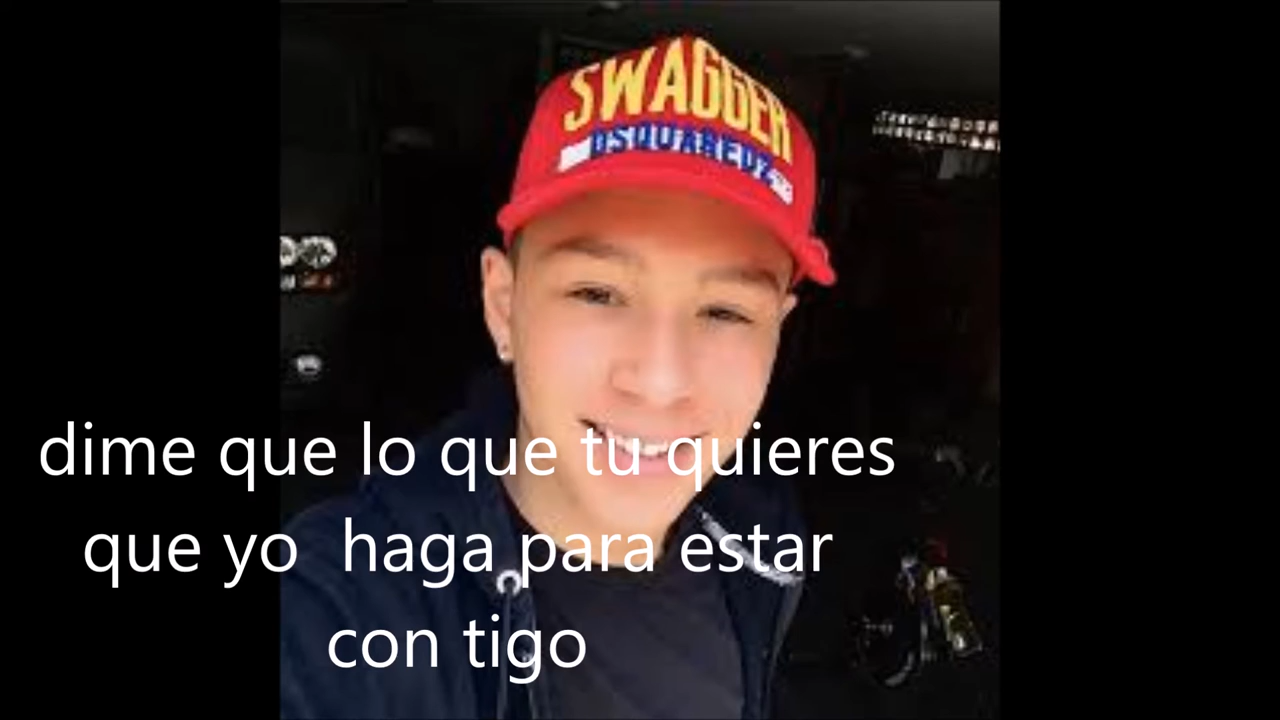 SWAGGER
DSQUARED2
dime que lo que tu quieres
que yo haga para estar
con tigo